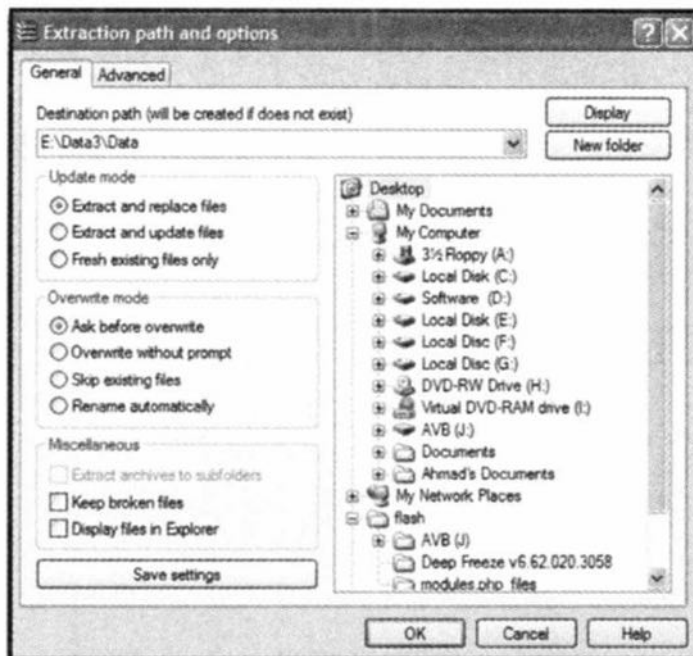 Extraction path and options
General Advanced
Destination path (will be created if does not exist)
Display
E:\Data3\Data
New folder
Update mode
Extract and replace files
Extract and update files
Fresh existing files only
Overwrite mode
Ask before overwrite
Overwrite without prompt
Skip existing files
Rename automatically
Miscellaneous
Extract archives to subfolders
Keep broken files
Display files in Explorer
Save settings
Desktop
My Documents
My Computer
3½ Floppy (A:)
Local Disk (C:)
Software (D:)
Local Disk (E:)
Local Disc (F:)
Local Disc (G:)
DVD-RW Drive (H:)
Virtual DVD-RAM drive (I:)
AVB (J:)
Documents
Ahmad's Documents
My Network Places
flash
AVB (J)
Deep Freeze v6.62.020.3058
modules.php_files
OK Cancel Help